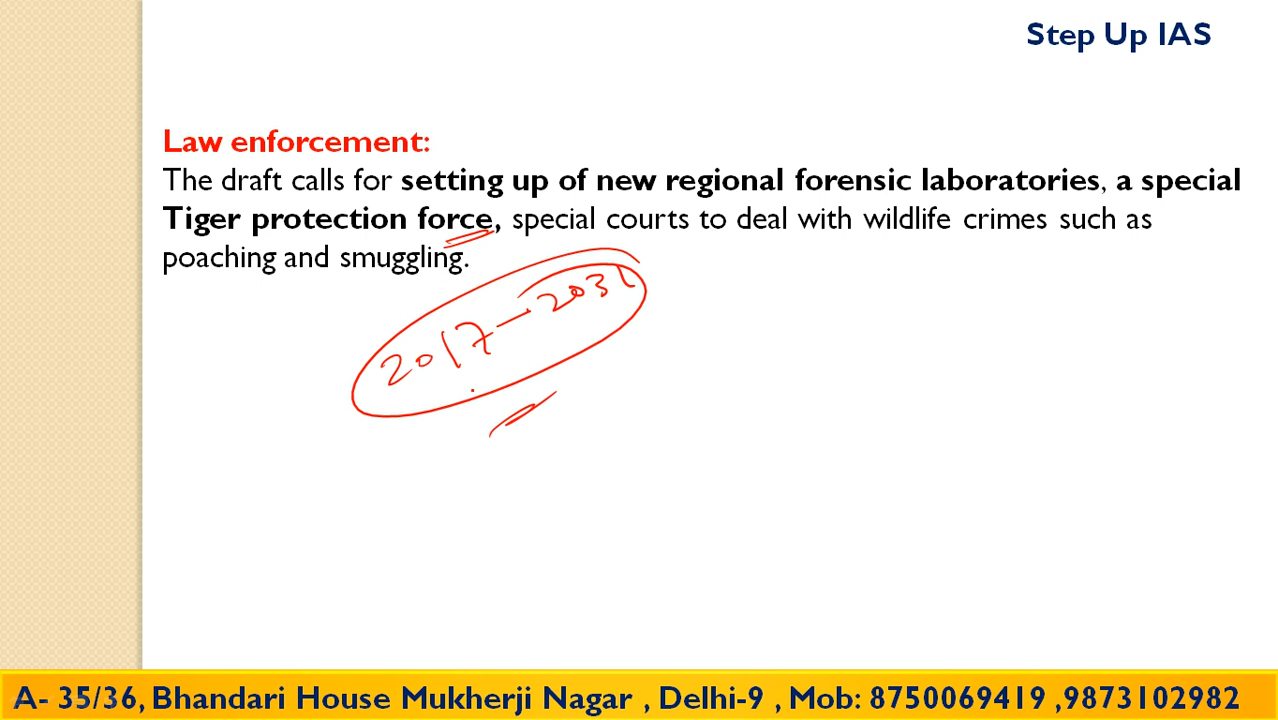 Step Up IAS
Law enforcement:
The draft calls for setting up of new regional forensic laboratories, a special
Tiger protection force, special courts to deal with wildlife crimes such as
poaching and smuggling.
2017-2031
A- 35/36, Bhandari House Mukherji Nagar , Delhi-9 , Mob: 8750069419 ,9873102982